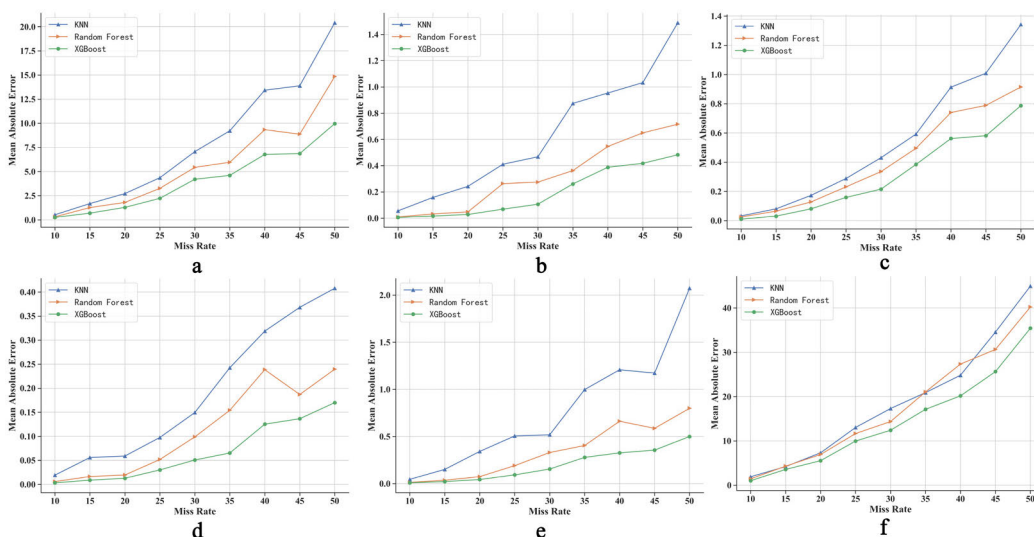 KNN
Random Forest
XGBoost
Mean Absolute Error
20.0
17.5
15.0
12.5
10.0
7.5
5.0
2.5
0.0
10 15 20 25 30 35 40 45 50
Miss Rate
a
KNN
Random Forest
XGBoost
Mean Absolute Error
1.4
1.2
1.0
0.8
0.6
0.4
0.2
0.0
10 15 20 25 30 35 40 45 50
Miss Rate
b
KNN
Random Forest
XGBoost
Mean Absolute Error
1.4
1.2
1.0
0.8
0.6
0.4
0.2
0.0
10 15 20 25 30 35 40 45 50
Miss Rate
c
KNN
Random Forest
XGBoost
Mean Absolute Error
0.40
0.35
0.30
0.25
0.20
0.15
0.10
0.05
0.00
10 15 20 25 30 35 40 45 50
Miss Rate
d
KNN
Random Forest
XGBoost
Mean Absolute Error
2.0
1.5
1.0
0.5
0.0
10 15 20 25 30 35 40 45 50
Miss Rate
e
KNN
Random Forest
XGBoost
Mean Absolute Error
40
30
20
10
0
10 15 20 25 30 35 40 45 50
Miss Rate
f